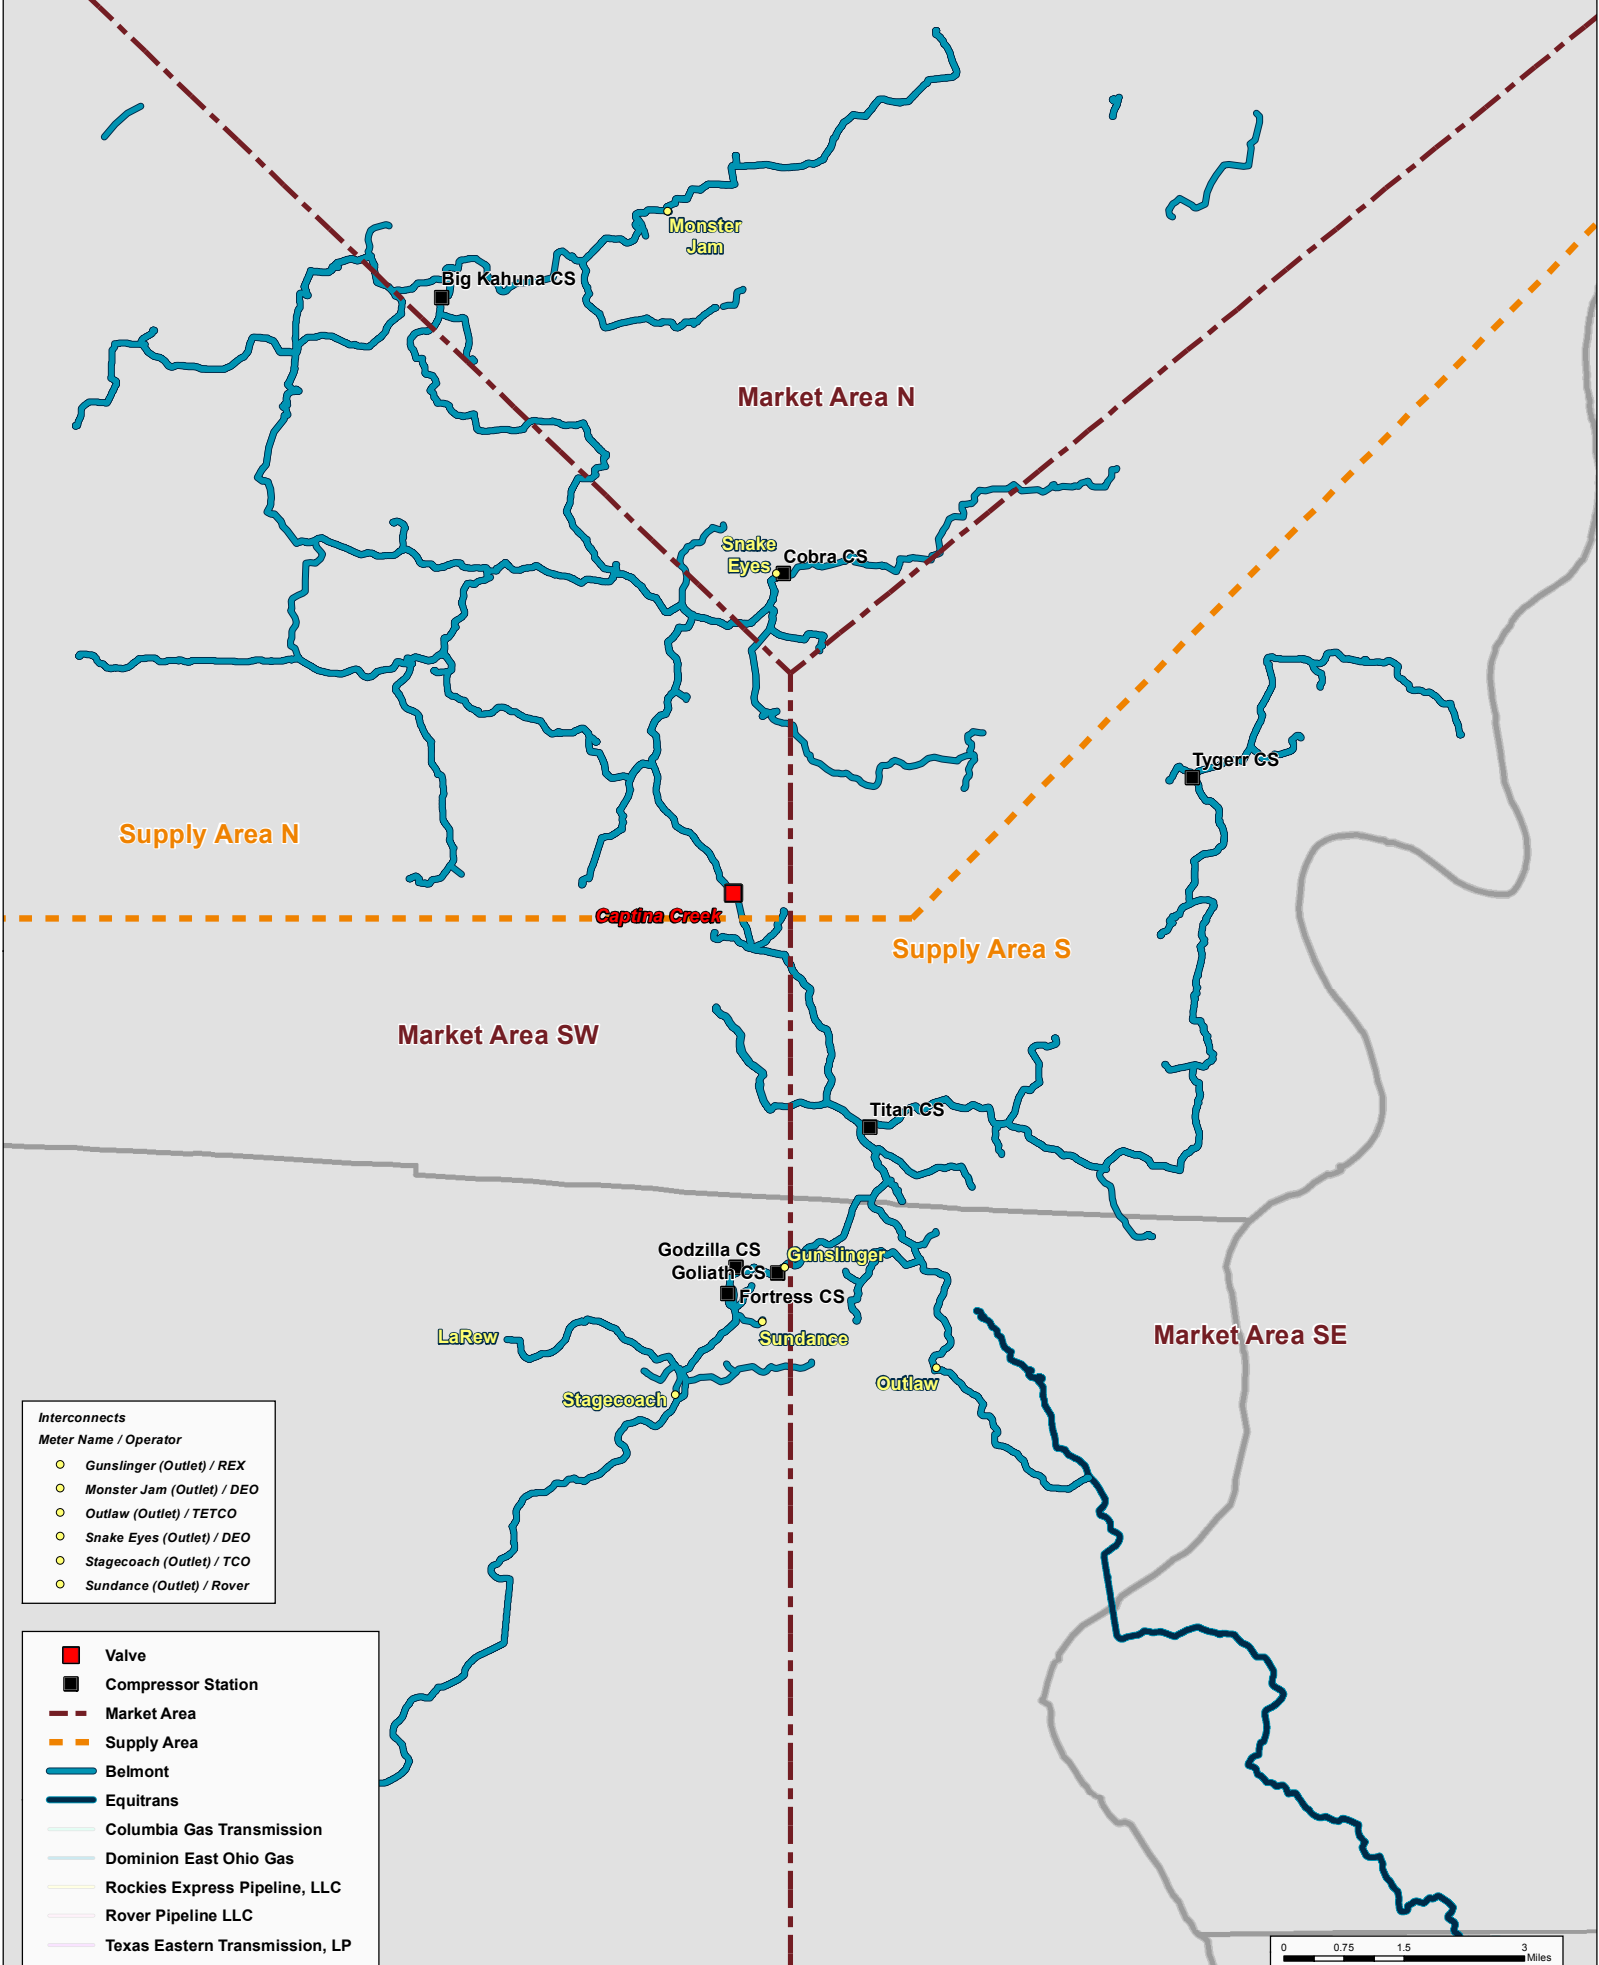 Monster
Jam
Big Kahuna CS
Market Area N
Snake
Eyes
Cobra CS
Tygerr CS
Supply Area N
Captina Creek
Supply Area S
Market Area SW
Titan CS
Godzilla CS
Gunslinger
Goliath CS
Fortress CS
LaRew
Sundance
Market Area SE
Outlaw
Stagecoach
Interconnects
Meter Name / Operator
Gunslinger (Outlet) / REX
Monster Jam (Outlet) / DEO
Outlaw (Outlet) / TETCO
Snake Eyes (Outlet) / DEO
Stagecoach (Outlet) / TCO
Sundance (Outlet) / Rover
Valve
Compressor Station
Market Area
Supply Area
Belmont
Equitrans
Columbia Gas Transmission
Dominion East Ohio Gas
Rockies Express Pipeline, LLC
Rover Pipeline LLC
Texas Eastern Transmission, LP
0 0.75 1.5 3
Miles